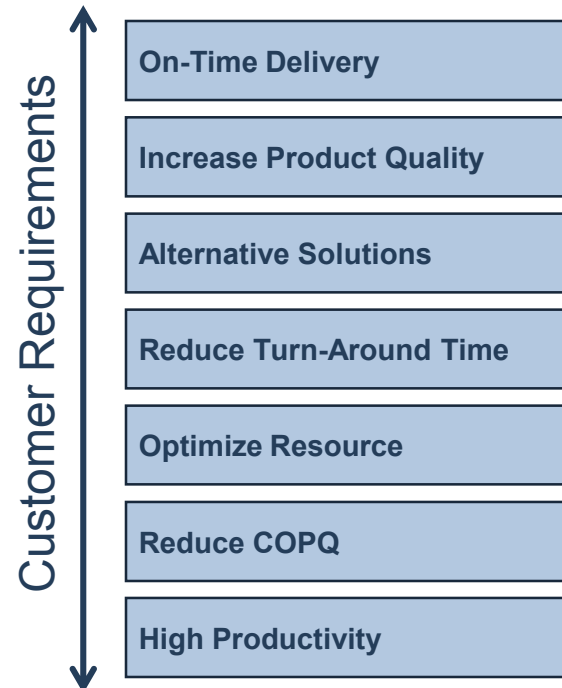 Customer Requirements
On-Time Delivery
Increase Product Quality
Alternative Solutions
Reduce Turn-Around Time
Optimize Resource
Reduce COPQ
High Productivity